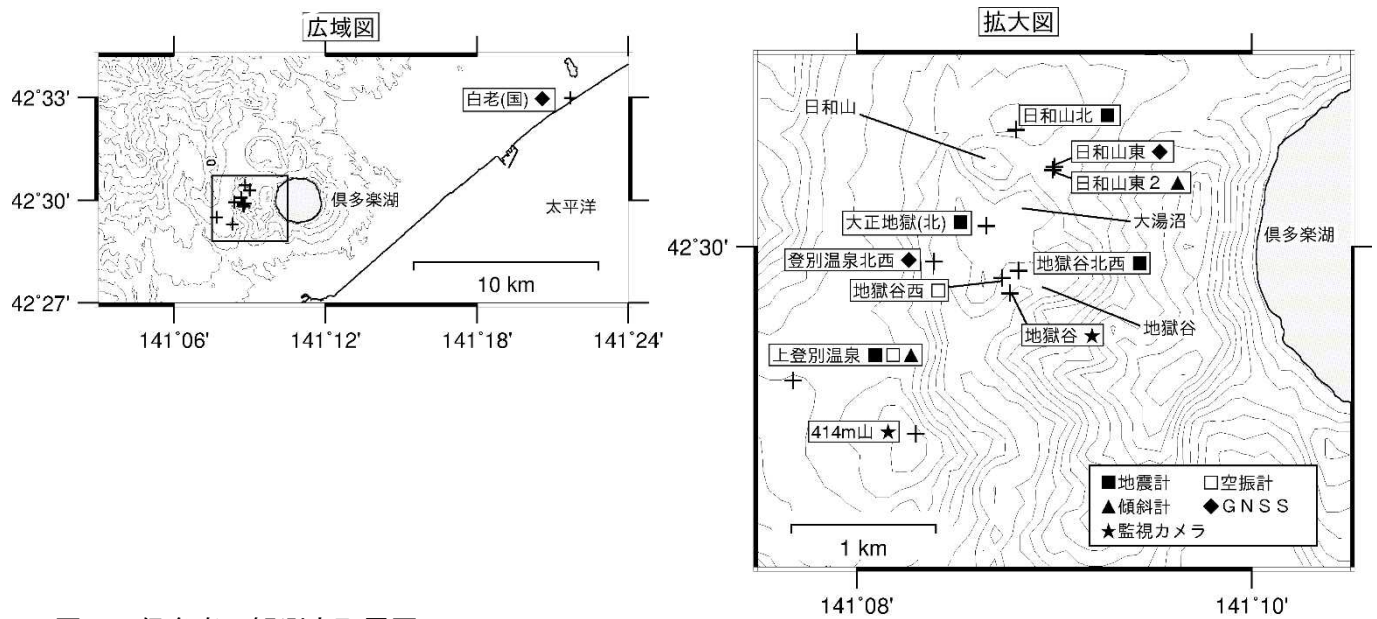 広域図
42°33'
42°30'
42°27'
白老(国) ◆
0
倶多楽湖
太平洋
10 km
141°06'
141°12'
141°18'
141°24'
拡大図
日和山
日和山北 ■
日和山東 ◆
日和山東2 ▲
大正地獄(北) ■
大湯沼
倶多楽湖
42°30'
登別温泉北西 ◆
地獄谷北西 ■
地獄谷西 □
地獄谷
地獄谷 ★
上登別温泉 ■□▲
414m山 ★
■地震計 □空振計
▲傾斜計 ◆GNSS
★監視カメラ
1 km
141°08'
141°10'